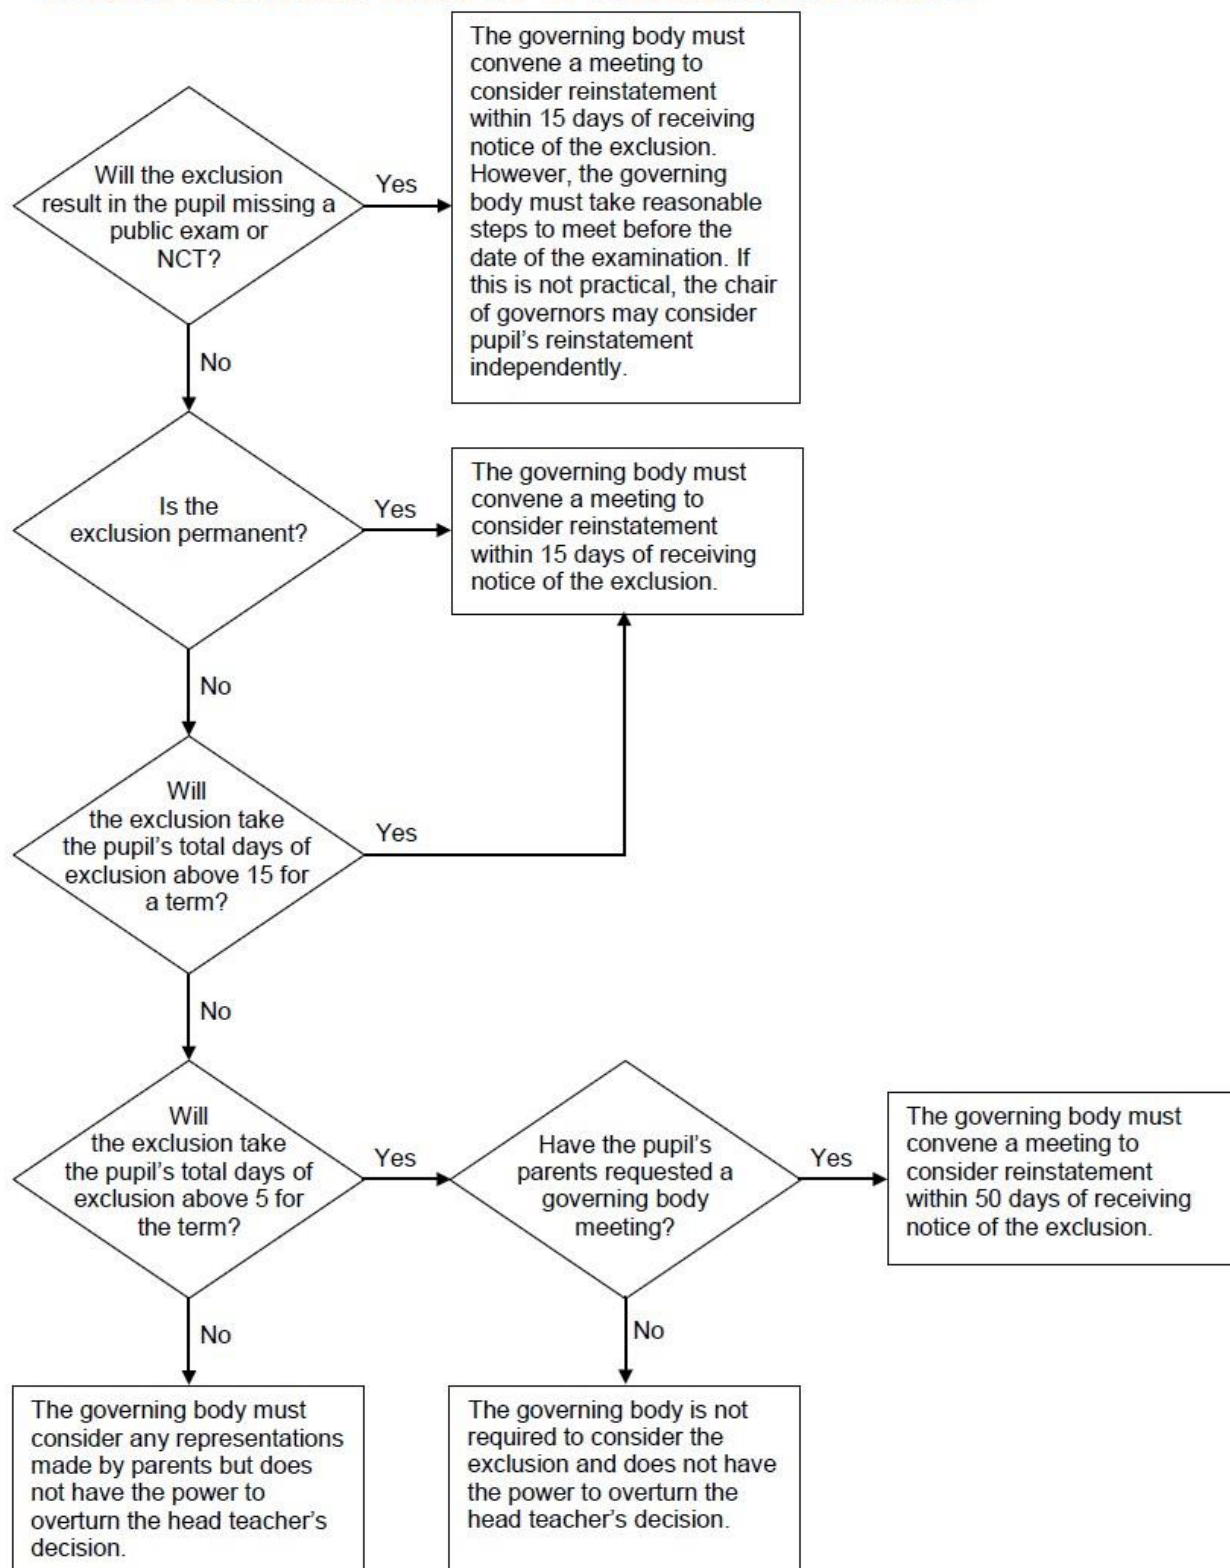 The governing body must
convene a meeting to
consider reinstatement
within 15 days of receiving
notice of the exclusion.
However, the governing
body must take reasonable
steps to meet before the
date of the examination. If
this is not practical, the chair
of governors may consider
pupil's reinstatement
independently.
Will the exclusion
result in the pupil missing a
public exam or
NCT?
Yes
No
Is the
exclusion permanent?
Yes
The governing body must
convene a meeting to
consider reinstatement
within 15 days of receiving
notice of the exclusion.
No
Will
the exclusion take
the pupil's total days of
exclusion above 15 for
a term?
Yes
No
Will
the exclusion take
the pupil's total days of
exclusion above 5 for
the term?
Yes
Have the pupil's
parents requested a
governing body
meeting?
Yes
The governing body must
convene a meeting to
consider reinstatement
within 50 days of receiving
notice of the exclusion.
No
No
The governing body must
consider any representations
made by parents but does
not have the power to
overturn the head teacher's
decision.
The governing body is not
required to consider the
exclusion and does not have
the power to overturn the
head teacher's decision.